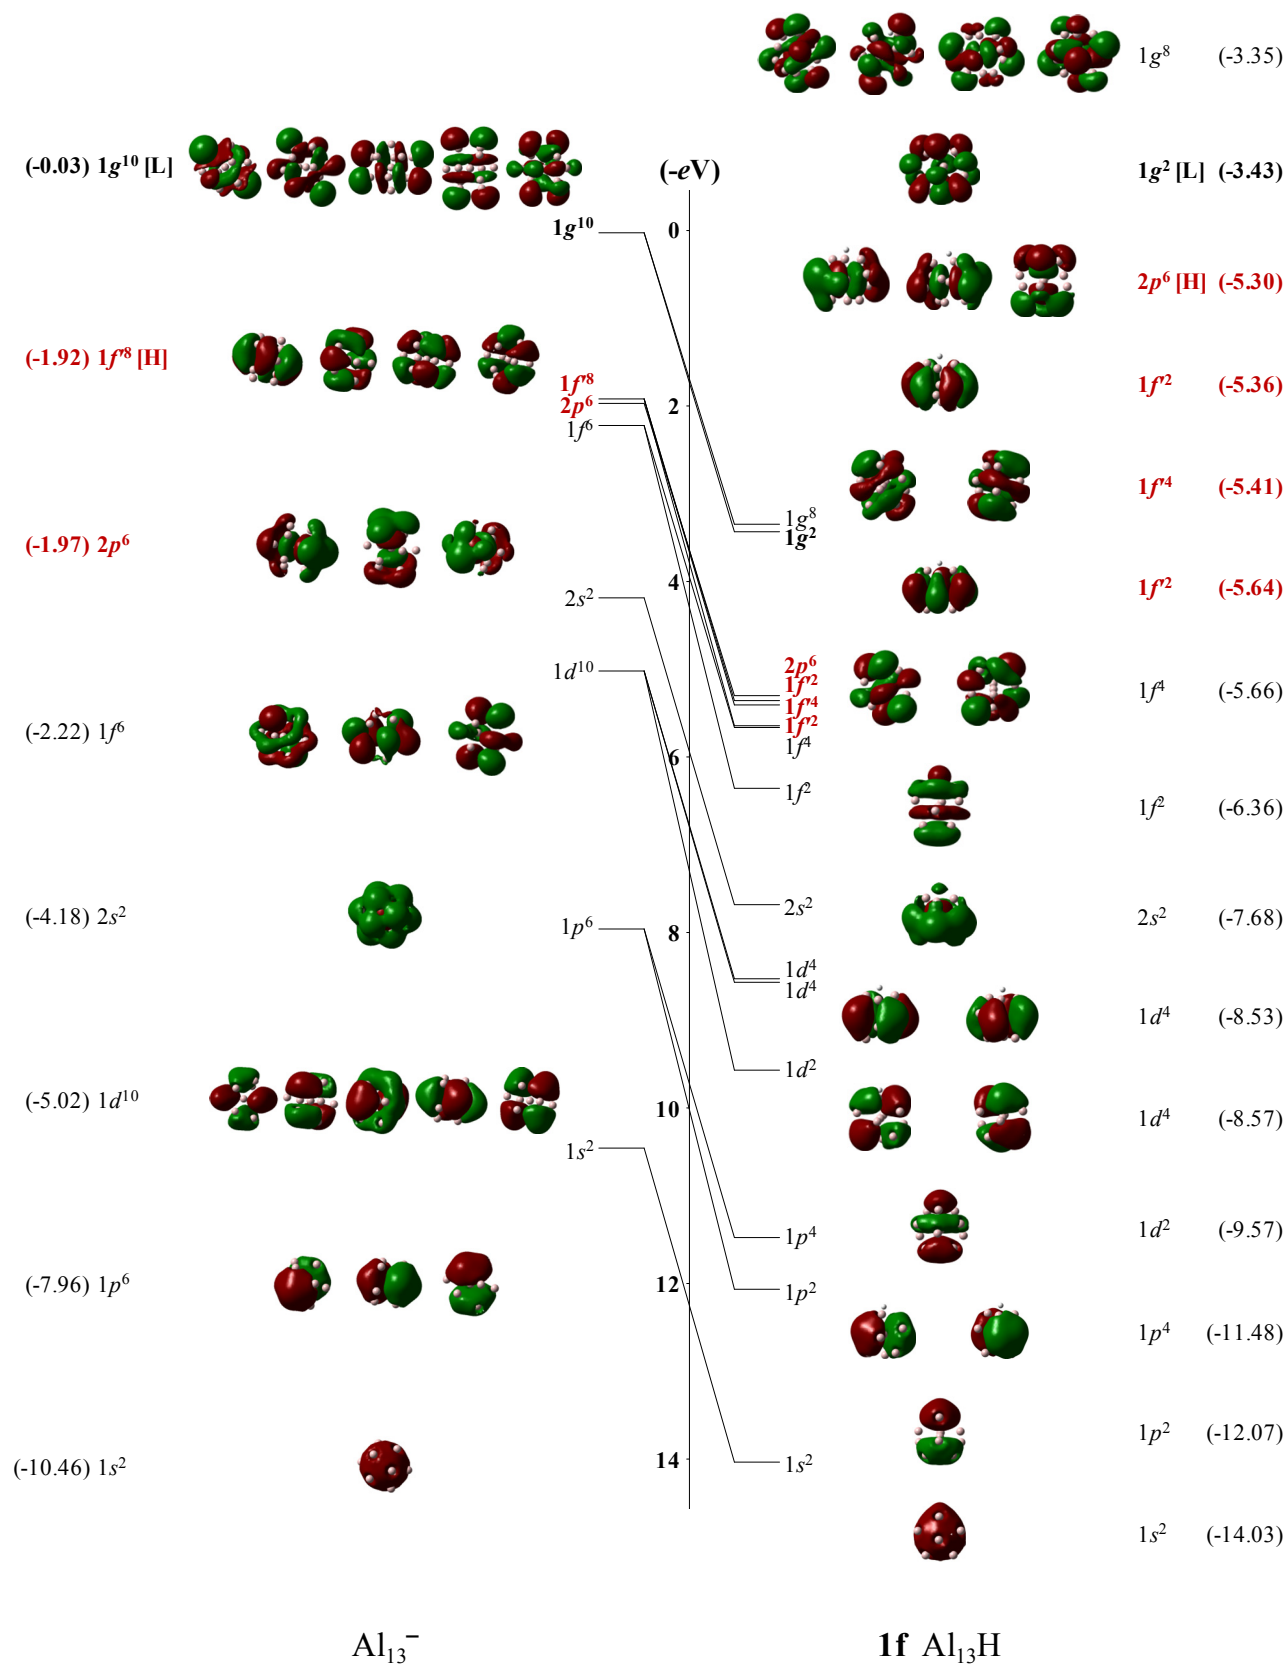 1g⁸ (-3.35)
(-0.03) 1g¹⁰ [L]
(-eV)
1g² [L] (-3.43)
1g¹⁰
0
2p⁶ [H] (-5.30)
(-1.92) 1f'⁸ [H]
1f'⁸
2p⁶
1f⁶
2
1f'² (-5.36)
1f'⁴ (-5.41)
(-1.97) 2p⁶
1g⁸
1g²
2s²
4
1f'² (-5.64)
1d¹⁰
2p⁶
1f'²
1f'⁴
1f'²
1f⁴
1f⁴ (-5.66)
(-2.22) 1f⁶
6
1f²
1f² (-6.36)
(-4.18) 2s²
1p⁶
8
2s²
2s² (-7.68)
1d⁴
1d⁴
1d⁴ (-8.53)
1d²
(-5.02) 1d¹⁰
10
1d⁴ (-8.57)
1s²
1p⁴
1d² (-9.57)
(-7.96) 1p⁶
12
1p²
1p⁴ (-11.48)
1p² (-12.07)
(-10.46) 1s²
14
1s²
1s² (-14.03)
Al₁₃⁻
1f Al₁₃H